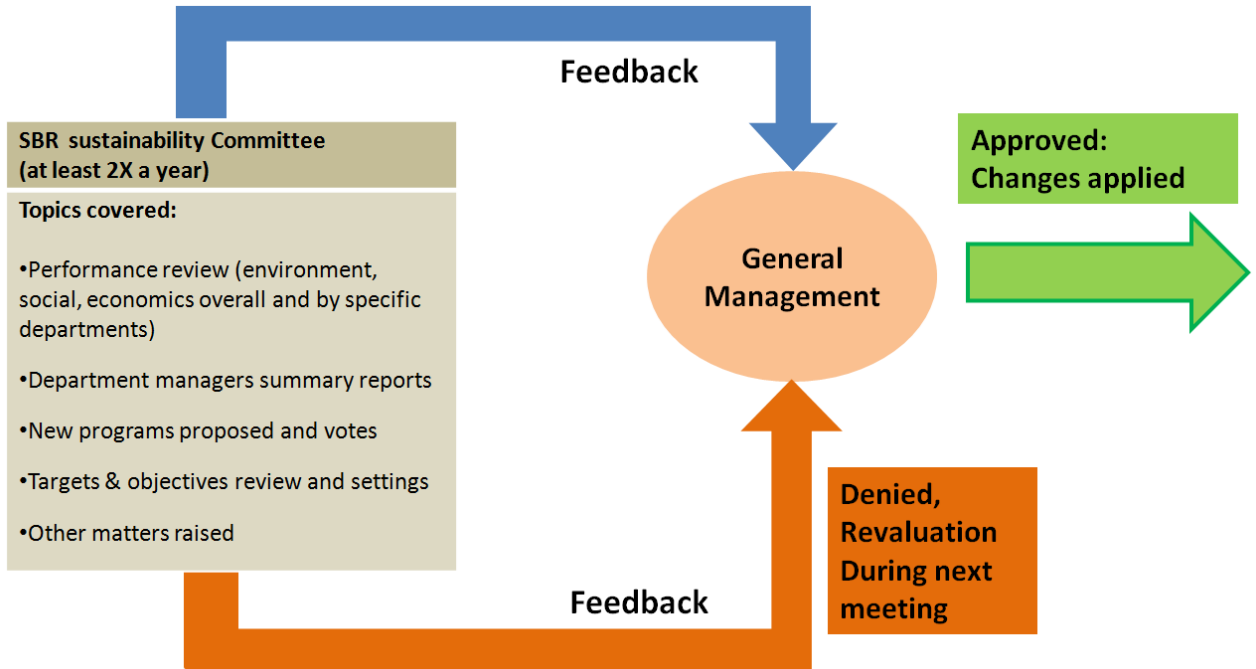 Feedback
SBR sustainability Committee
(at least 2X a year)
Topics covered:
•Performance review (environment,
social, economics overall and by specific
departments)
•Department managers summary reports
•New programs proposed and votes
•Targets & objectives review and settings
•Other matters raised
General
Management
Approved:
Changes applied
Denied,
Revaluation
During next
meeting
Feedback